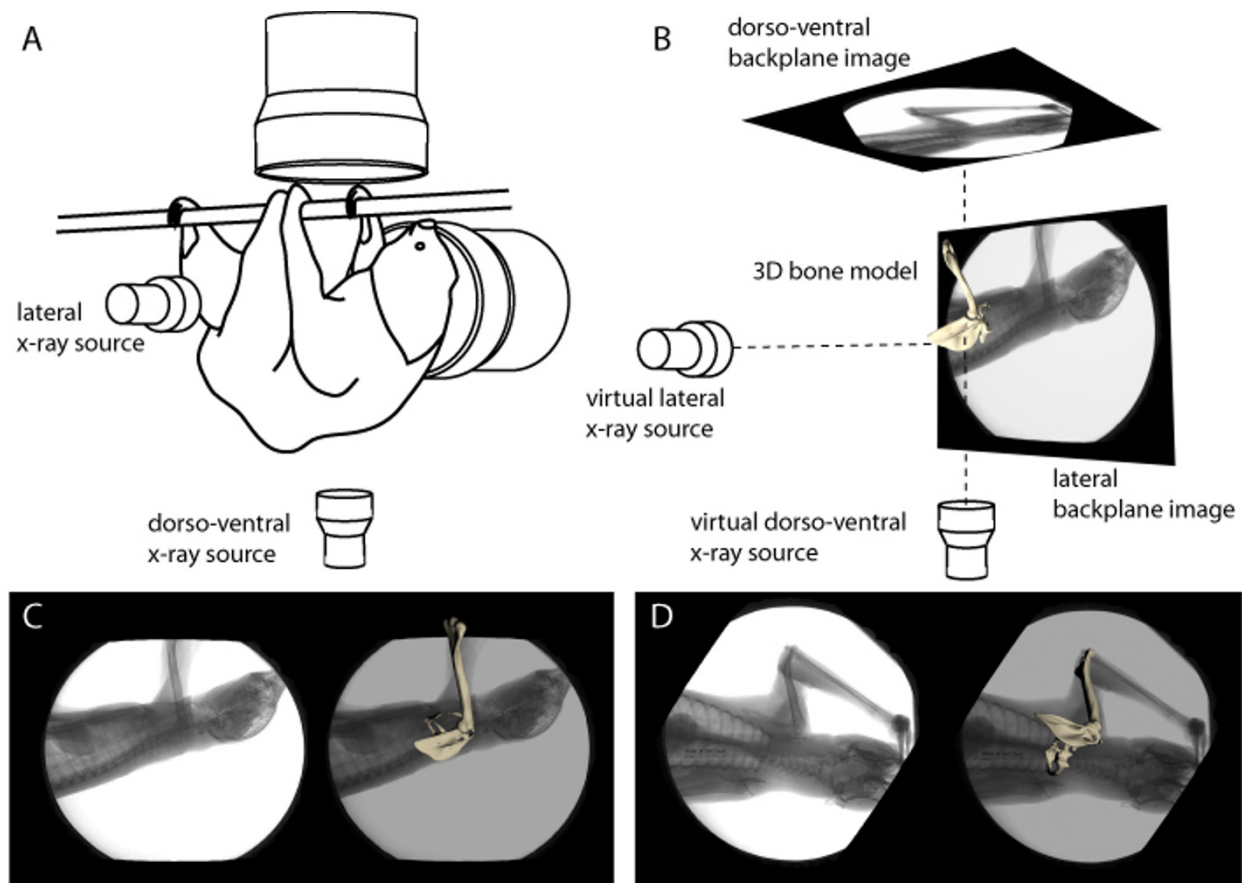 A
lateral
x-ray source
dorso-ventral
x-ray source
B
dorso-ventral
backplane image
3D bone model
virtual lateral
x-ray source
lateral
backplane image
virtual dorso-ventral
x-ray source
C
D